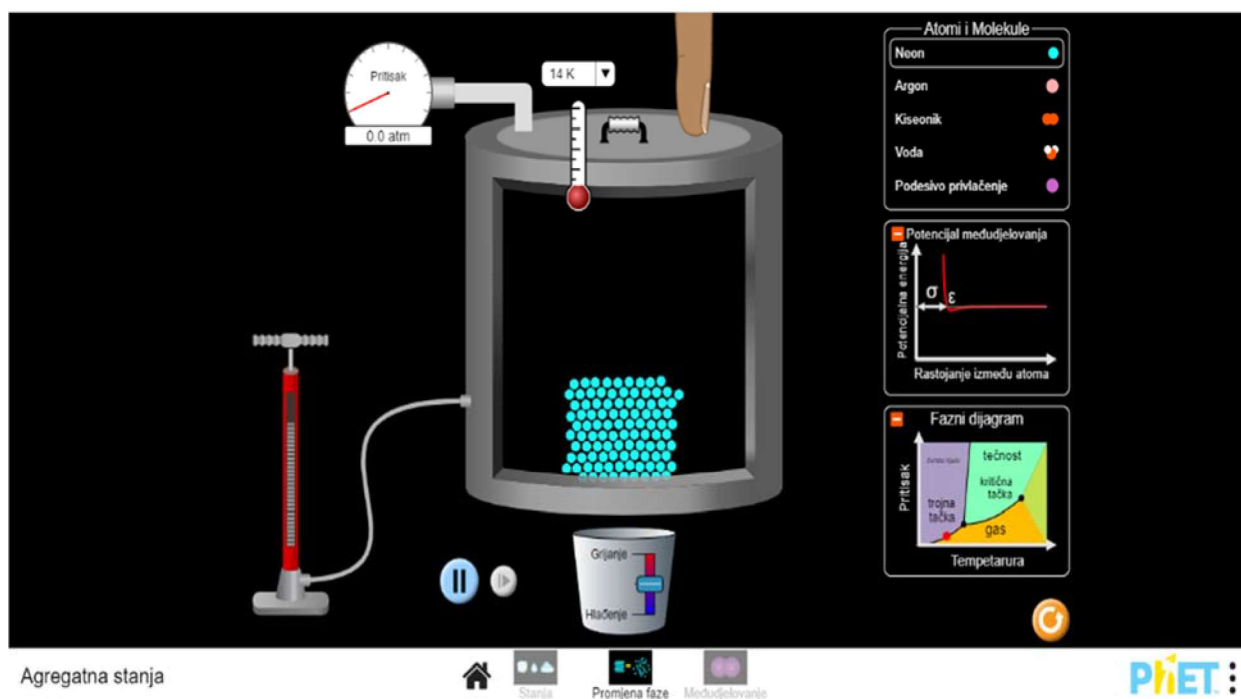 Pritisak
0.0 atm
14 K
Atomi i Molekule
Neon
Argon
Kiseonik
Voda
Podesivo privlačenje
Potencijal međudjelovanja
Potencijalna energija
σ
ε
Rastojanje između atoma
Fazni dijagram
Pritisak
tečnost
kritična
tačka
trojna
tačka
gas
Tempetarura
Grijanje
Hlađenje
Agregatna stanja
Stanja
Promjena faze
Međudjelovanje
PhET